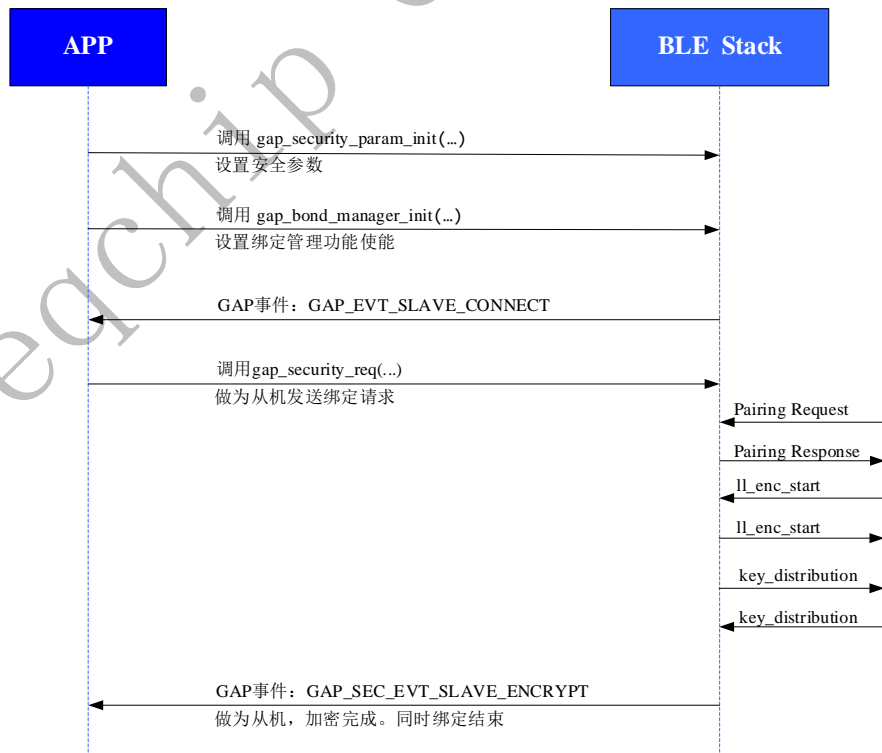 APP
BLE Stack
调用 gap_security_param_init(…)
设置安全参数
调用 gap_bond_manager_init(…)
设置绑定管理功能使能
GAP事件：GAP_EVT_SLAVE_CONNECT
调用gap_security_req(...)
做为从机发送绑定请求
Pairing Request
Pairing Response
ll_enc_start
ll_enc_start
key_distribution
key_distribution
GAP事件：GAP_SEC_EVT_SLAVE_ENCRYPT
做为从机，加密完成。同时绑定结束
eqchip